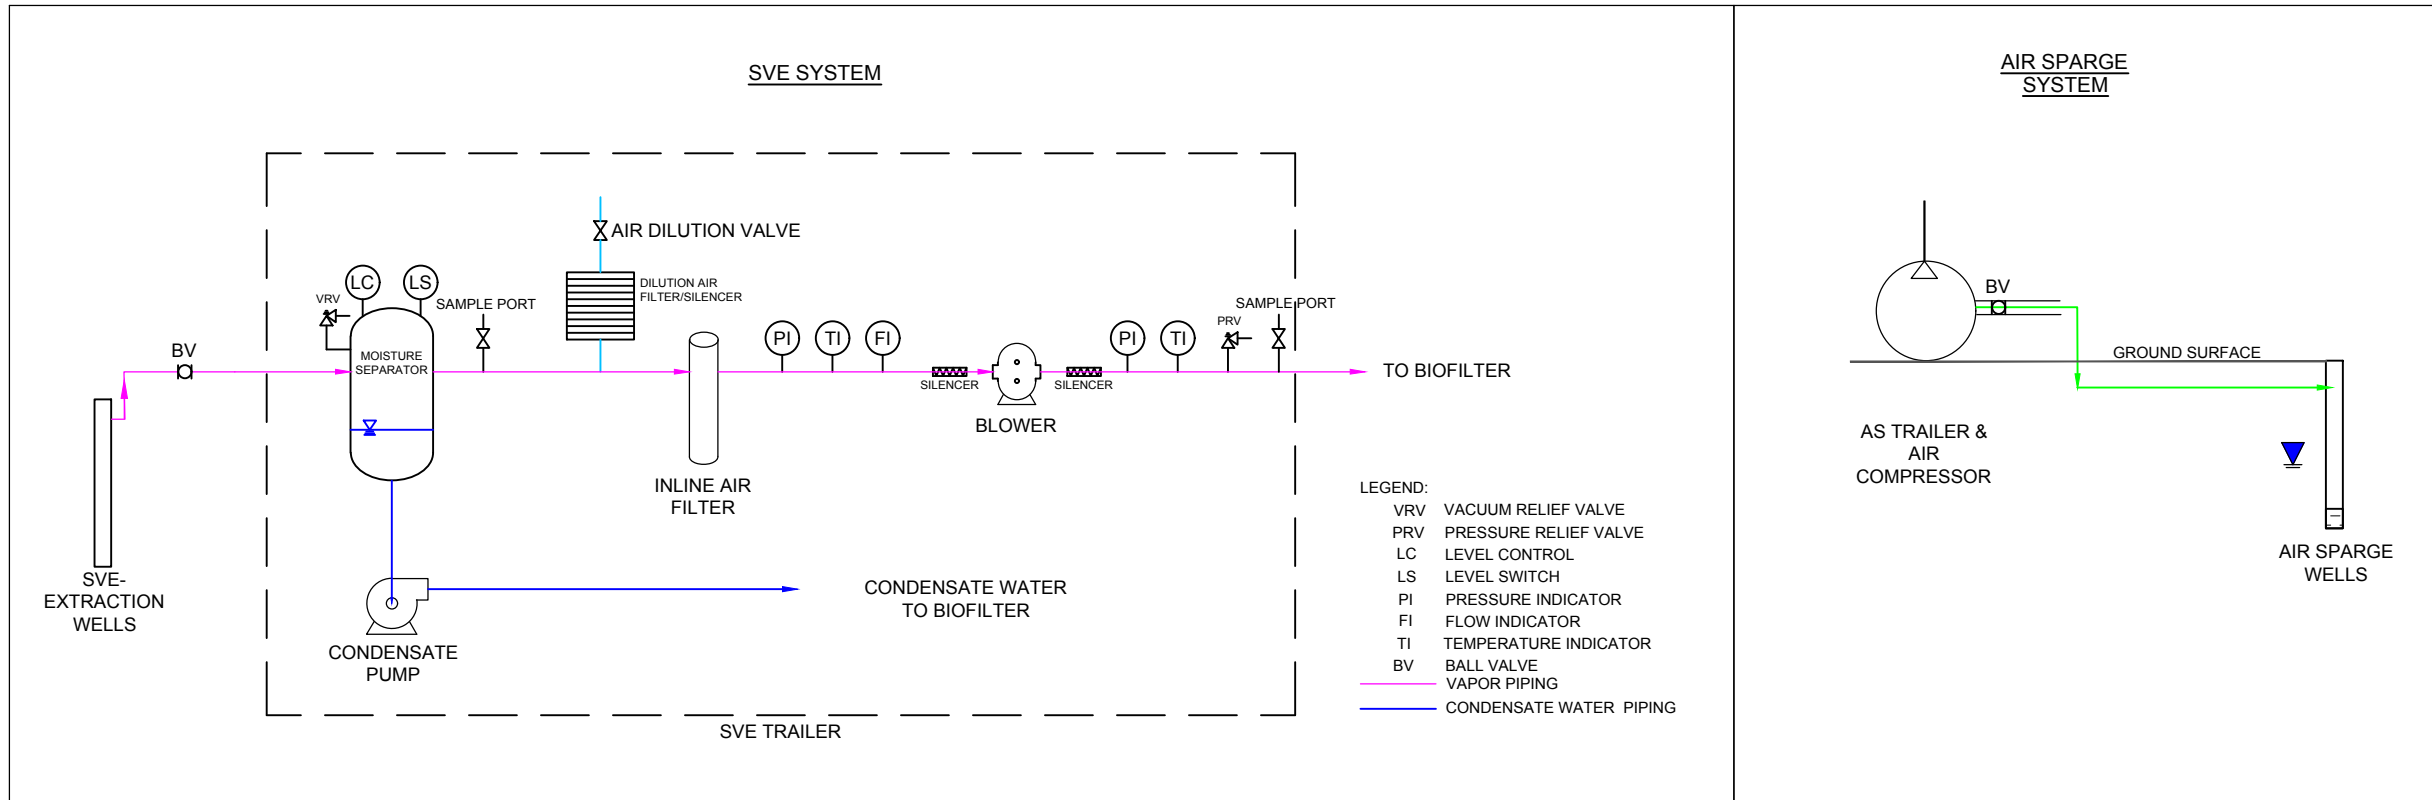 SVE SYSTEM
AIR SPARGE
SYSTEM
AIR DILUTION VALVE
DILUTION AIR
FILTER/SILENCER
LC
LS
VRV
SAMPLE PORT
MOISTURE
SEPARATOR
BV
PI
TI
FI
SILENCER
BLOWER
SILENCER
PI
TI
PRV
SAMPLE PORT
TO BIOFILTER
INLINE AIR
FILTER
SVE-
EXTRACTION
WELLS
CONDENSATE
PUMP
CONDENSATE WATER
TO BIOFILTER
SVE TRAILER
LEGEND:
VRV VACUUM RELIEF VALVE
PRV PRESSURE RELIEF VALVE
LC LEVEL CONTROL
LS LEVEL SWITCH
PI PRESSURE INDICATOR
FI FLOW INDICATOR
TI TEMPERATURE INDICATOR
BV BALL VALVE
VAPOR PIPING
CONDENSATE WATER PIPING
BV
GROUND SURFACE
AS TRAILER &
AIR
COMPRESSOR
AIR SPARGE
WELLS